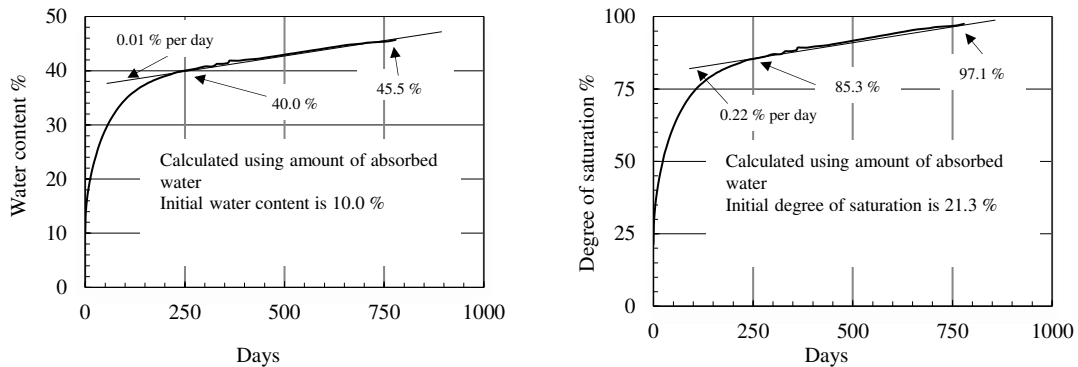 50
40
30
20
10
0
Water content %
0.01 % per day
40.0 %
45.5 %
Calculated using amount of absorbed
water
Initial water content is 10.0 %
0
250
500
750
1000
Days
100
75
50
25
0
Degree of saturation %
85.3 %
97.1 %
0.22 % per day
Calculated using amount of absorbed
water
Initial degree of saturation is 21.3 %
0
250
500
750
1000
Days